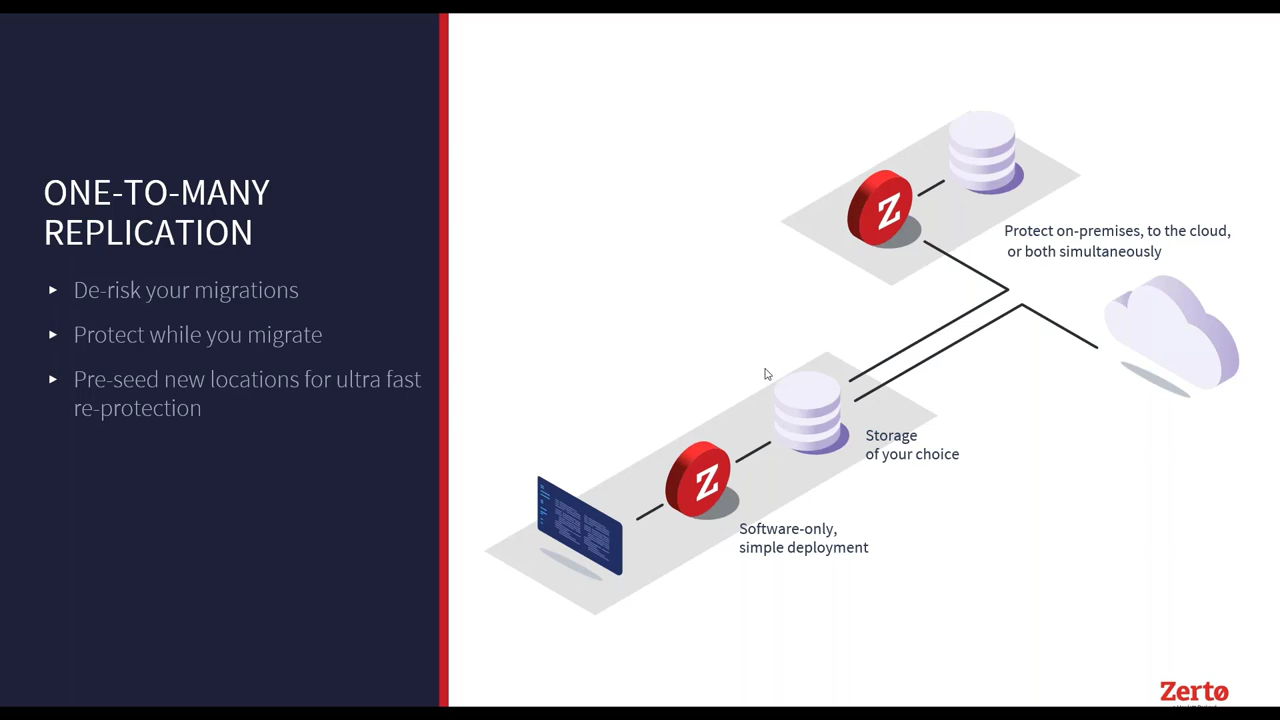 ONE-TO-MANY
REPLICATION
De-risk your migrations
Protect while you migrate
Pre-seed new locations for ultra fast
re-protection
Z
Protect on-premises, to the cloud,
or both simultaneously
Z
Storage
of your choice
Software-only,
simple deployment
Zerto